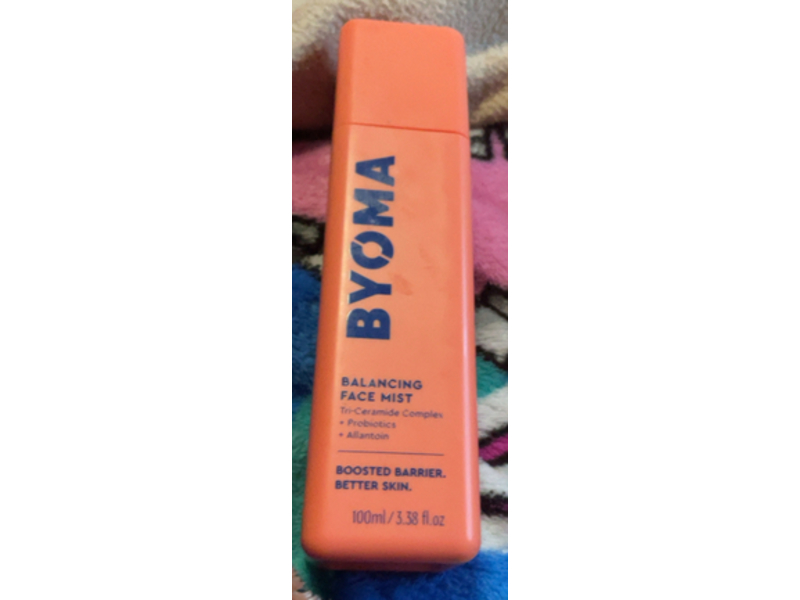 BYOMA
BALANCING
FACE MIST
Tri-Ceramide Complex
+ Probiotics
+ Allantoin
BOOSTED BARRIER.
BETTER SKIN.
100ml/3.38 fl.oz